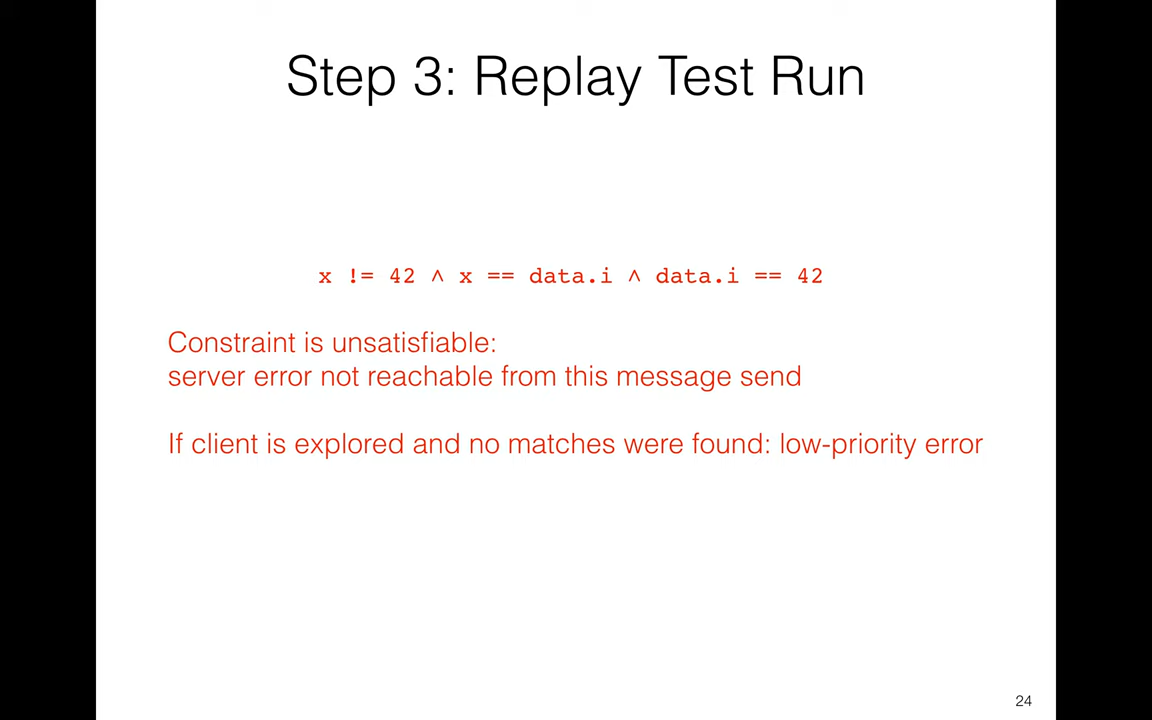 Step 3: Replay Test Run
x != 42 ∧ x == data.i ∧ data.i == 42
Constraint is unsatisfiable:
server error not reachable from this message send
If client is explored and no matches were found: low-priority error
24